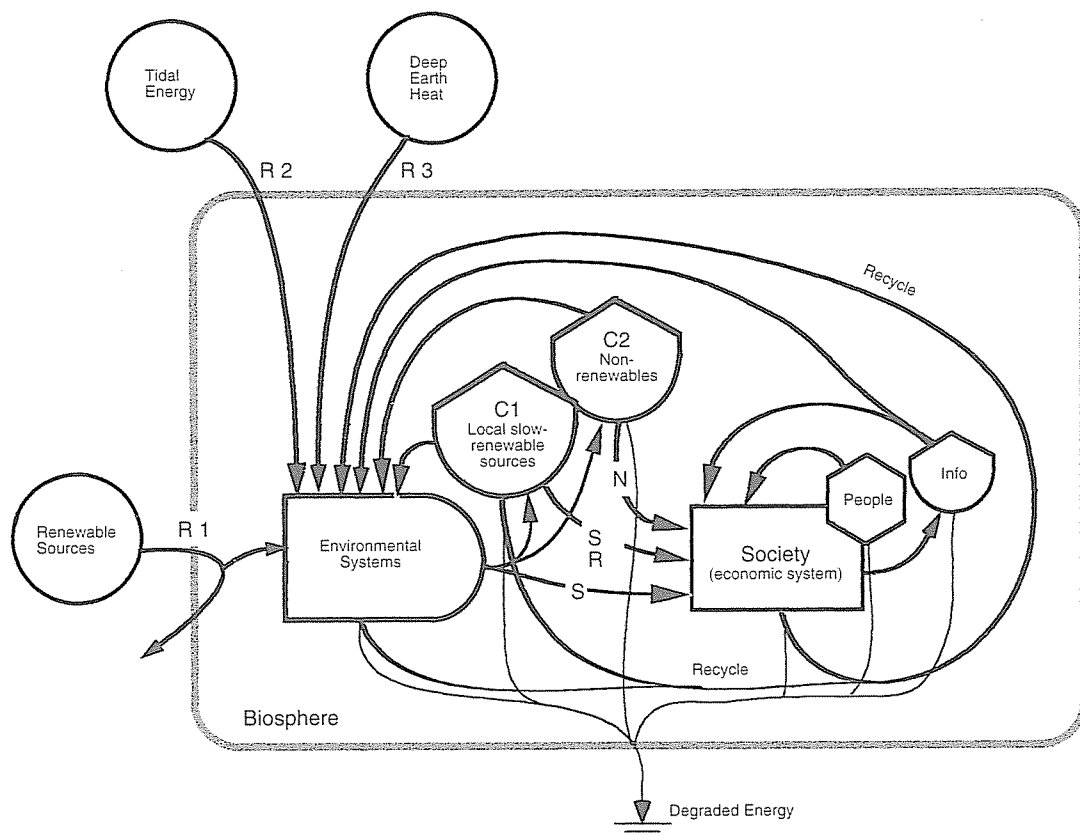 Tidal
Energy
Deep
Earth
Heat
R 2
R 3
Recycle
C2
Non-
renewables
C1
Local slow-
renewable
sources
Info
People
N
Renewable
Sources
R 1
Environmental
Systems
S
R
Society
(economic system)
S
Recycle
Biosphere
Degraded Energy